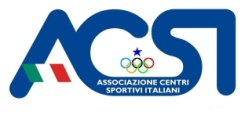 ACSI
ASSOCIAZIONE CENTRI
SPORTIVI ITALIANI